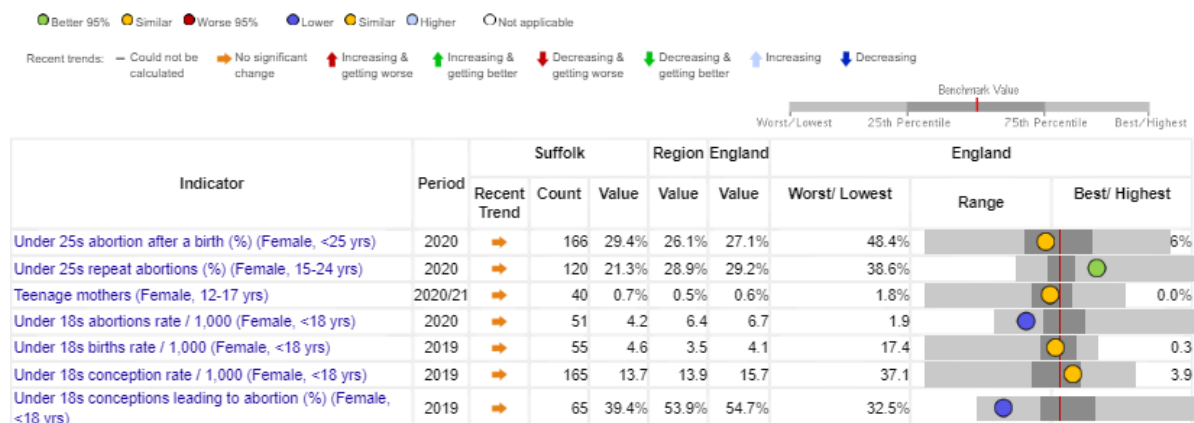 Better 95% Similar Worse 95% Lower Similar Higher Not applicable
Recent trends: – Could not be calculated No significant change Increasing & getting worse Increasing & getting better Decreasing & getting worse Decreasing & getting better Increasing Decreasing
Benchmark Value
Worst/Lowest 25th Percentile 75th Percentile Best/Highest
Suffolk Region England England
Indicator Period Recent Trend Count Value Value Value Worst/ Lowest Range Best/ Highest
Under 25s abortion after a birth (%) (Female, <25 yrs) 2020 166 29.4% 26.1% 27.1% 48.4% 6%
Under 25s repeat abortions (%) (Female, 15-24 yrs) 2020 120 21.3% 28.9% 29.2% 38.6%
Teenage mothers (Female, 12-17 yrs) 2020/21 40 0.7% 0.5% 0.6% 1.8% 0.0%
Under 18s abortions rate / 1,000 (Female, <18 yrs) 2020 51 4.2 6.4 6.7 1.9
Under 18s births rate / 1,000 (Female, <18 yrs) 2019 55 4.6 3.5 4.1 17.4 0.3
Under 18s conception rate / 1,000 (Female, <18 yrs) 2019 165 13.7 13.9 15.7 37.1 3.9
Under 18s conceptions leading to abortion (%) (Female, <18 yrs) 2019 65 39.4% 53.9% 54.7% 32.5%